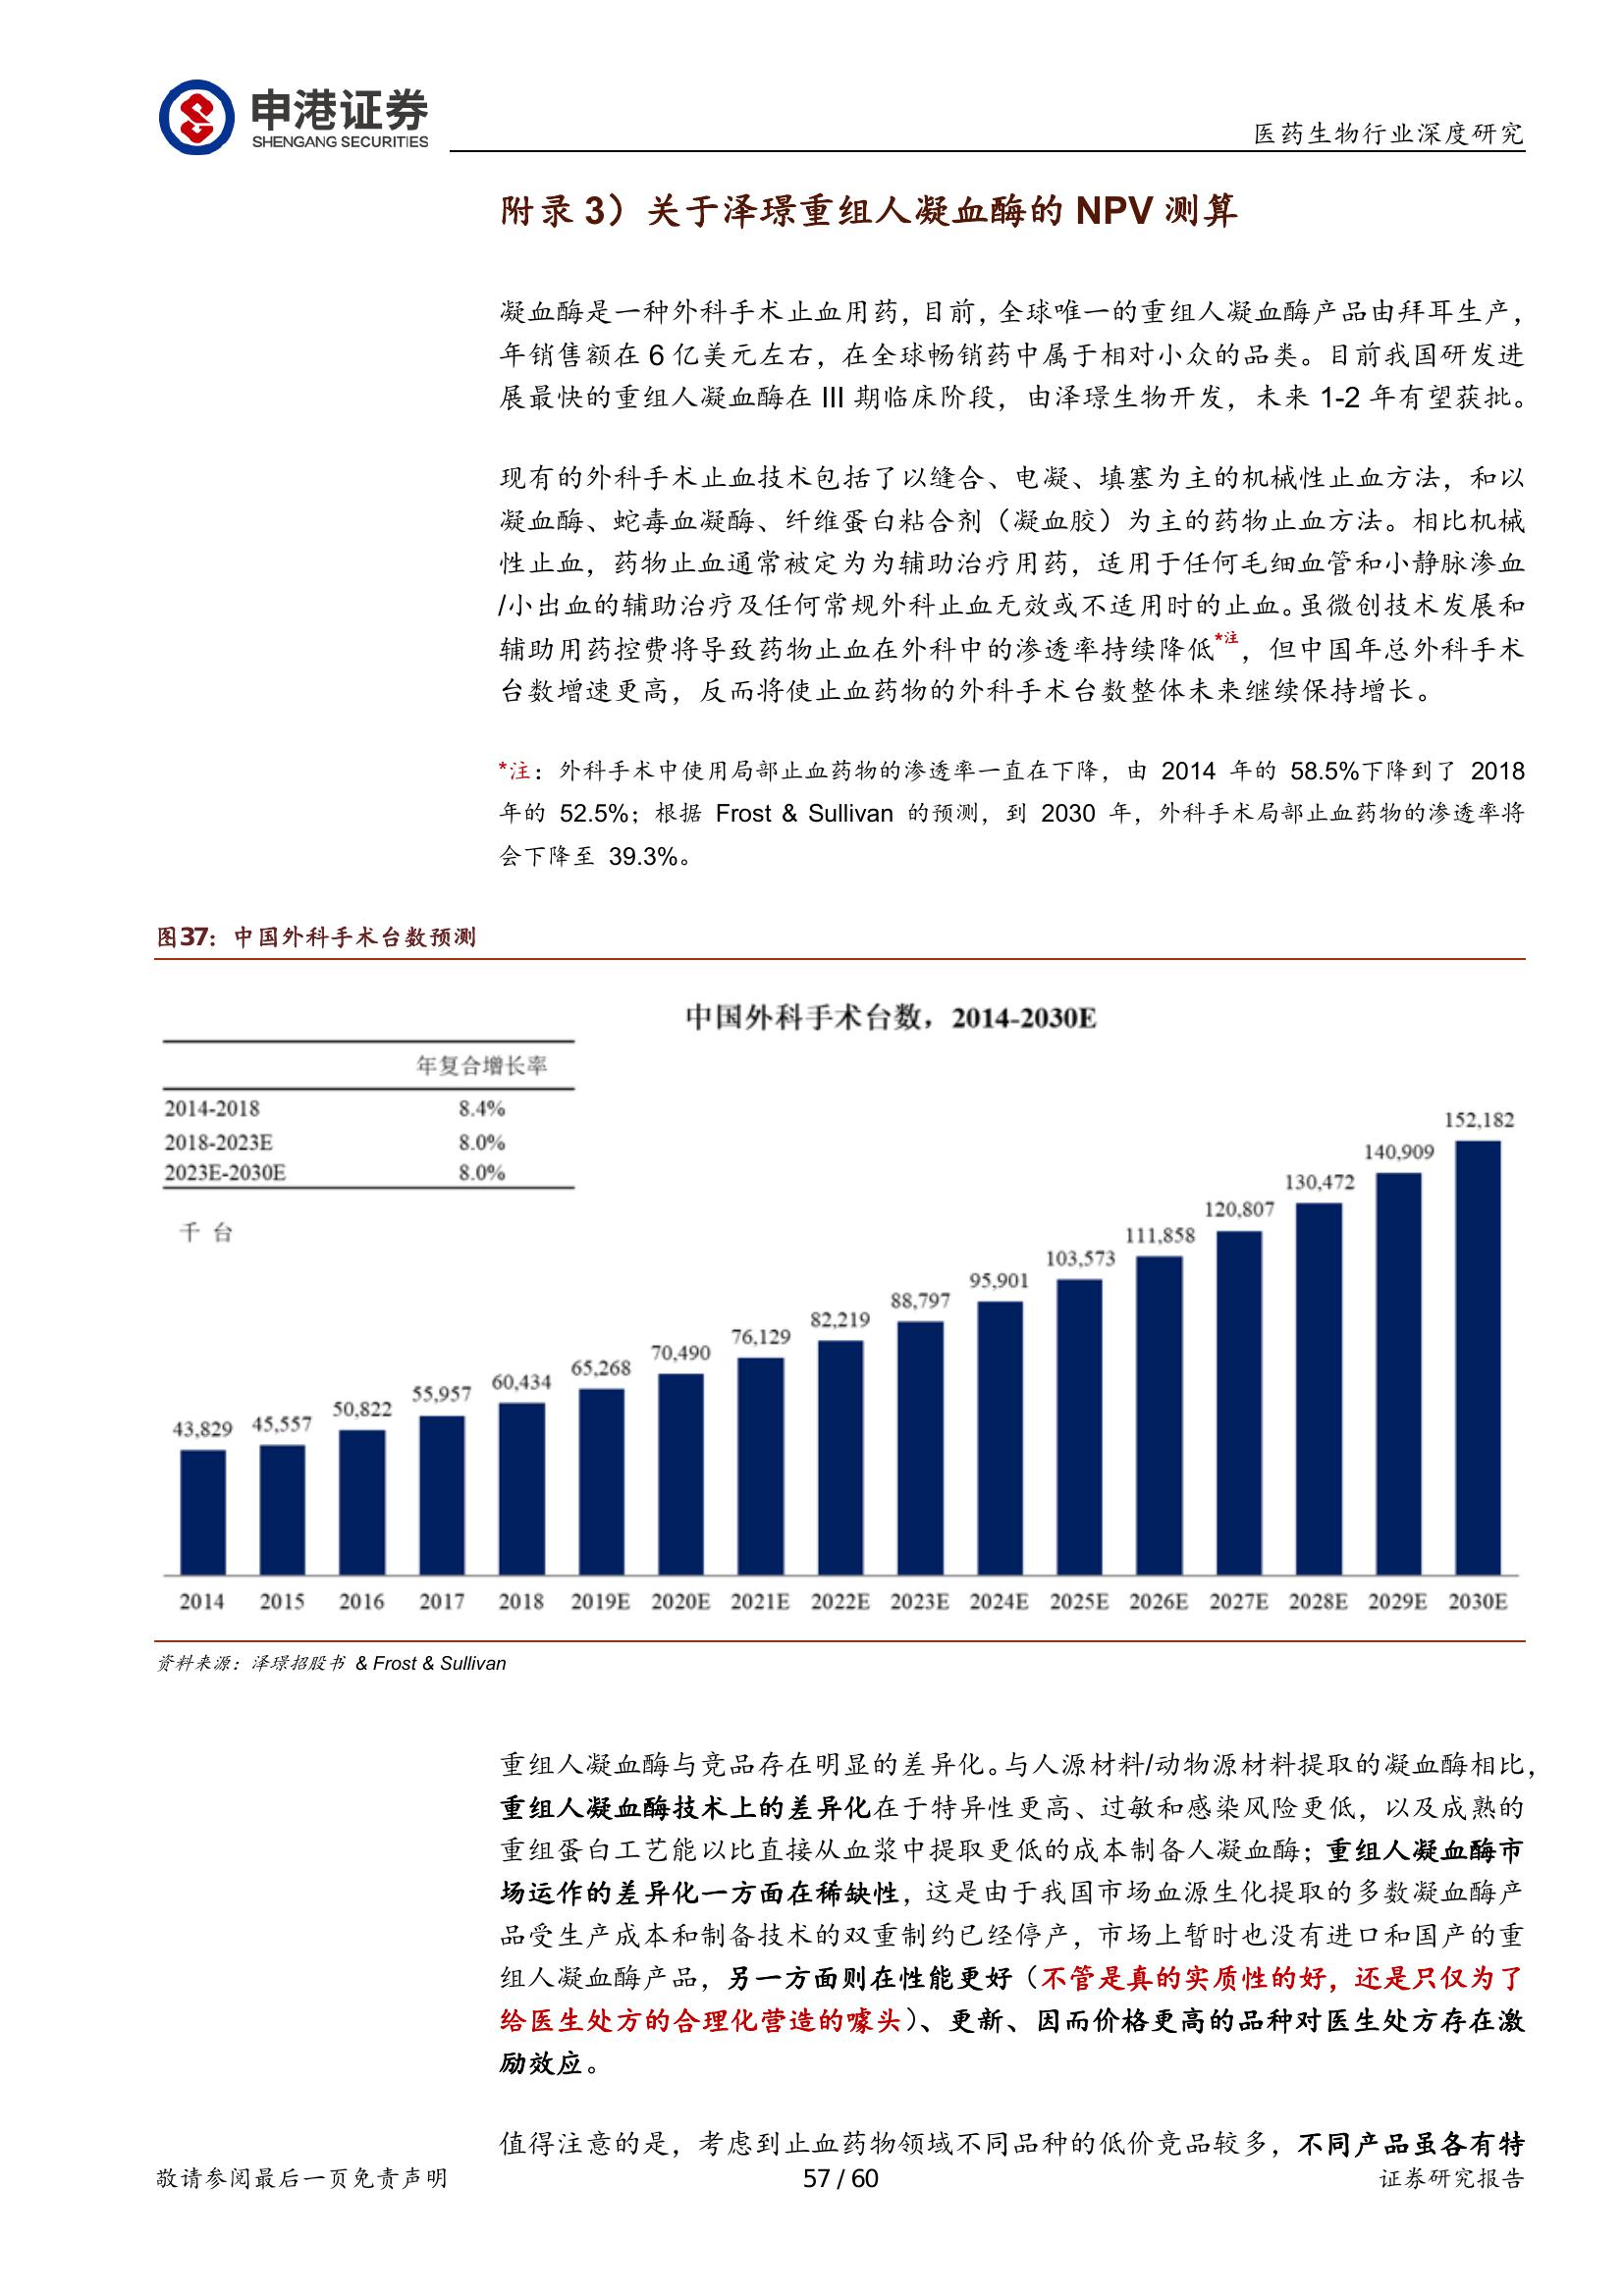 申港证券
SHENGANG SECURITIES
医药生物行业深度研究
附录 3）关于泽璟重组人凝血酶的 NPV 测算
凝血酶是一种外科手术止血用药，目前，全球唯一的重组人凝血酶产品由拜耳生产，
年销售额在 6 亿美元左右，在全球畅销药中属于相对小众的品类。目前我国研发进
展最快的重组人凝血酶在 III 期临床阶段，由泽璟生物开发，未来 1-2 年有望获批。
现有的外科手术止血技术包括了以缝合、电凝、填塞为主的机械性止血方法，和以
凝血酶、蛇毒血凝酶、纤维蛋白粘合剂（凝血胶）为主的药物止血方法。相比机械
性止血，药物止血通常被定为为辅助治疗用药，适用于任何毛细血管和小静脉渗血
/小出血的辅助治疗及任何常规外科止血无效或不适用时的止血。虽微创技术发展和
辅助用药控费将导致药物止血在外科中的渗透率持续降低*注，但中国年总外科手术
台数增速更高，反而将使止血药物的外科手术台数整体未来继续保持增长。
*注：外科手术中使用局部止血药物的渗透率一直在下降，由 2014 年的 58.5%下降到了 2018
年的 52.5%；根据 Frost & Sullivan 的预测，到 2030 年，外科手术局部止血药物的渗透率将
会下降至 39.3%。
图37：中国外科手术台数预测
中国外科手术台数，2014-2030E
年复合增长率
2014-2018 8.4%
2018-2023E 8.0%
2023E-2030E 8.0%
千 台
43,829 45,557 50,822 55,957 60,434 65,268 70,490 76,129 82,219 88,797 95,901 103,573 111,858 120,807 130,472 140,909 152,182
2014 2015 2016 2017 2018 2019E 2020E 2021E 2022E 2023E 2024E 2025E 2026E 2027E 2028E 2029E 2030E
资料来源：泽璟招股书 & Frost & Sullivan
重组人凝血酶与竞品存在明显的差异化。与人源材料/动物源材料提取的凝血酶相比，
重组人凝血酶技术上的差异化在于特异性更高、过敏和感染风险更低，以及成熟的
重组蛋白工艺能以比直接从血浆中提取更低的成本制备人凝血酶；重组人凝血酶市
场运作的差异化一方面在稀缺性，这是由于我国市场血源生化提取的多数凝血酶产
品受生产成本和制备技术的双重制约已经停产，市场上暂时也没有进口和国产的重
组人凝血酶产品，另一方面则在性能更好（不管是真的实质性的好，还是只仅为了
给医生处方的合理化营造的噱头）、更新、因而价格更高的品种对医生处方存在激
励效应。
值得注意的是，考虑到止血药物领域不同品种的低价竞品较多，不同产品虽各有特
敬请参阅最后一页免责声明
57 / 60
证券研究报告